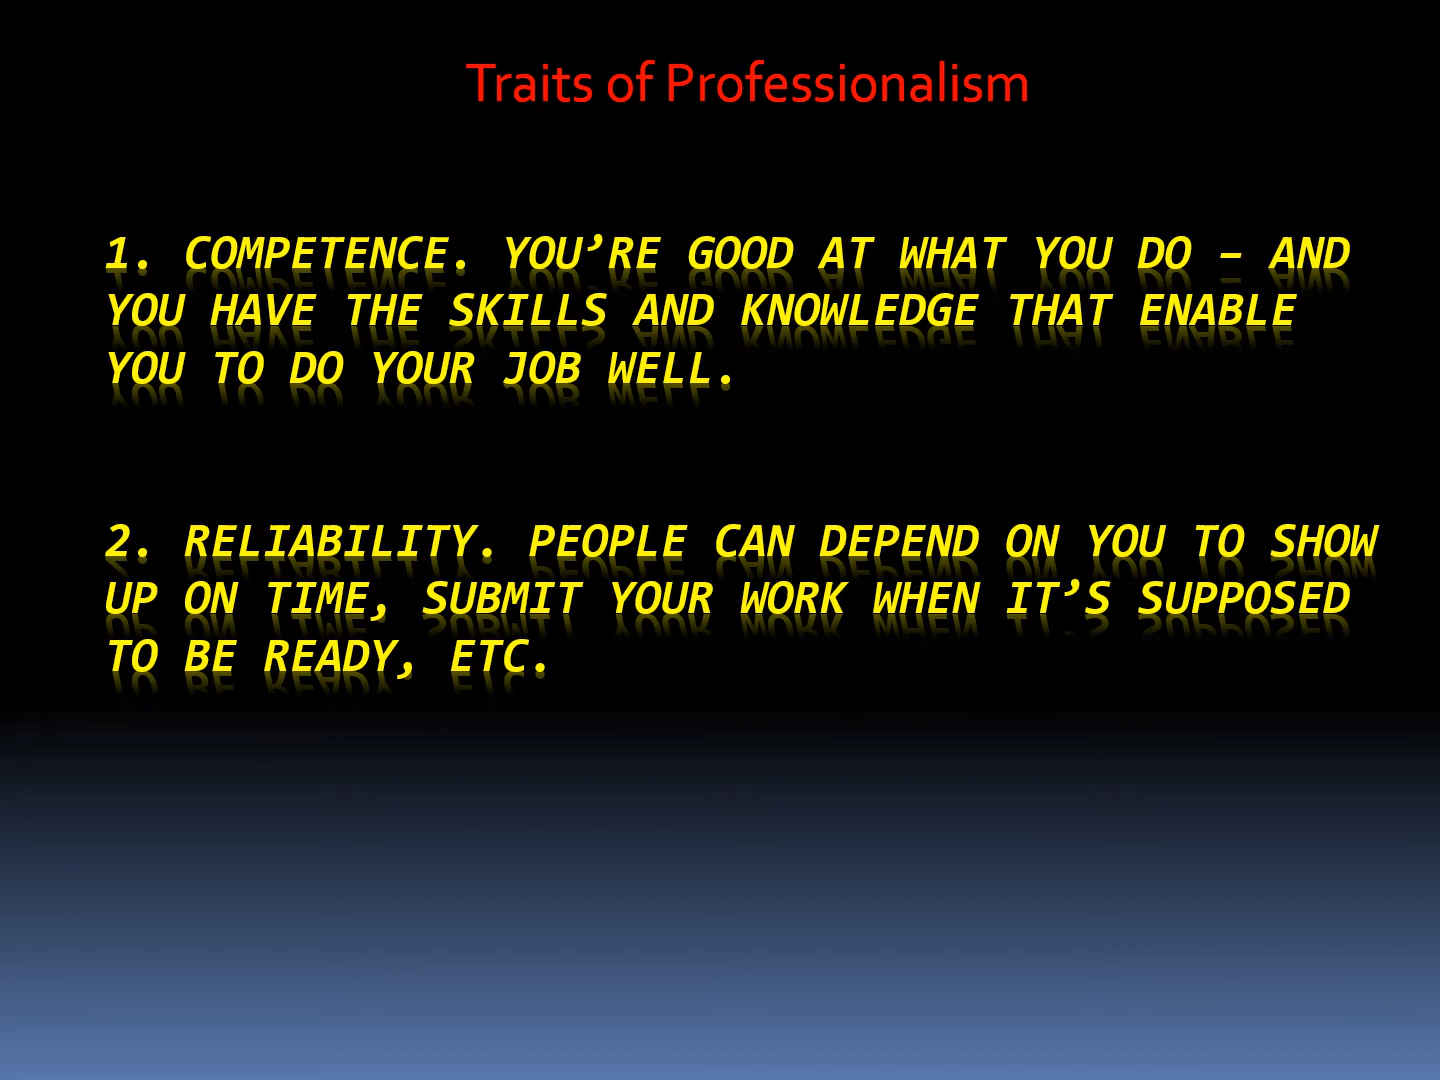 Traits of Professionalism
1. COMPETENCE. YOU’RE GOOD AT WHAT YOU DO – AND
YOU HAVE THE SKILLS AND KNOWLEDGE THAT ENABLE
YOU TO DO YOUR JOB WELL.
2. RELIABILITY. PEOPLE CAN DEPEND ON YOU TO SHOW
UP ON TIME, SUBMIT YOUR WORK WHEN IT’S SUPPOSED
TO BE READY, ETC.